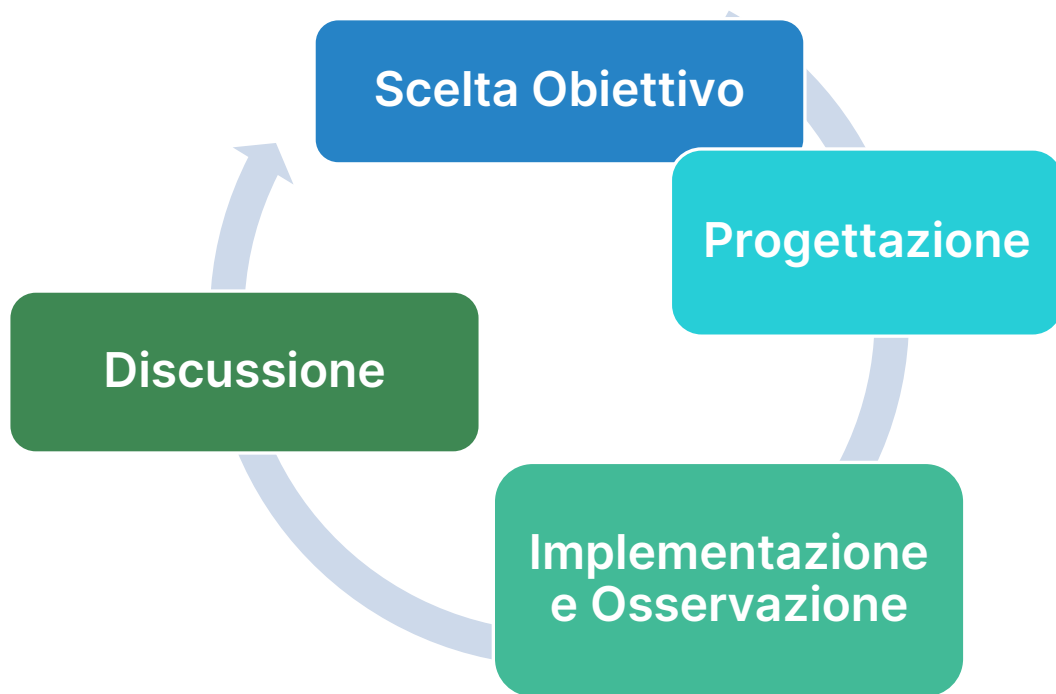 Scelta Obiettivo
Progettazione
Implementazione
e Osservazione
Discussione